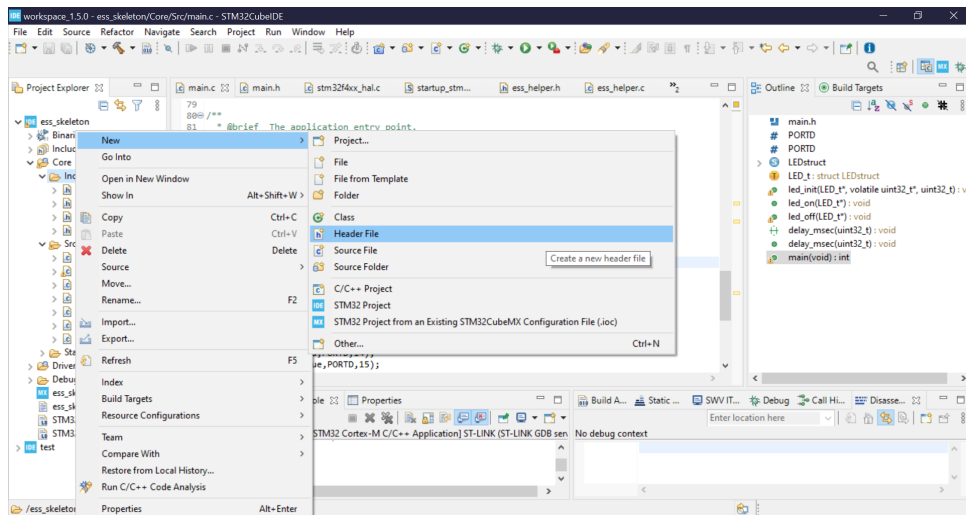 workspace_1.5.0 - ess_skeleton/Core/Src/main.c - STM32CubeIDE
File Edit Source Refactor Navigate Search Project Run Window Help
Project Explorer
main.c
main.h
stm32f4xx_hal.c
startup_stm...
ess_helper.h
ess_helper.c
Outline
Build Targets
79
80 /**
81 * @brief The application entry point.
ess_skeleton
Binari
Includ
Core
Inc
Src
Sta
Driver
Debug
ess_sk
ess_sk
STM3
STM3
test
New
Go Into
Open in New Window
Show In Alt+Shift+W >
Copy Ctrl+C
Paste Ctrl+V
Delete Delete
Source
Move...
Rename... F2
Import...
Export...
Refresh F5
Index
Build Targets
Resource Configurations
Team
Compare With
Restore from Local History...
Run C/C++ Code Analysis
Properties Alt+Enter
Project...
File
File from Template
Folder
Class
Header File
Source File
Source Folder
C/C++ Project
STM32 Project
STM32 Project from an Existing STM32CubeMX Configuration File (.ioc)
Other... Ctrl+N
Create a new header file
ue,PORTD,15);
main.h
PORTD
PORTD
LEDstruct
LED_t : struct LEDstruct
led_init(LED_t*, volatile uint32_t*, uint32_t) : v
led_on(LED_t*) : void
led_off(LED_t*) : void
delay_msec(uint32_t) : void
delay_msec(uint32_t) : void
main(void) : int
ole
Properties
STM32 Cortex-M C/C++ Application] ST-LINK (ST-LINK GDB sen
Build A...
Static ...
SWV IT...
Debug
Call Hi...
Disasse...
Enter location here
No debug context
/ess_skeleto